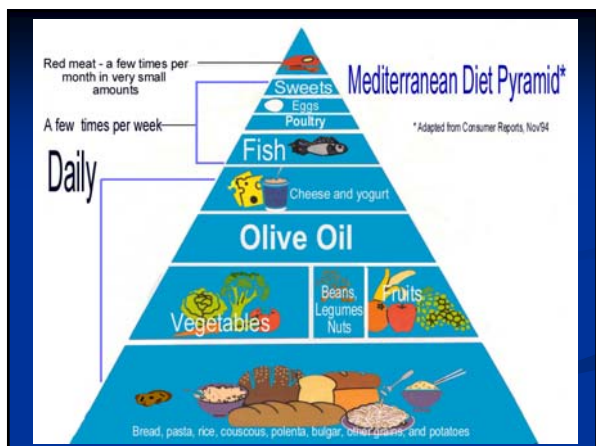 Mediterranean Diet Pyramid*
* Adapted from Consumer Reports, Nov'94
Red meat - a few times per
month in very small
amounts
Sweets
Eggs
Poultry
A few times per week
Fish
Daily
Cheese and yogurt
Olive Oil
Vegetables
Beans,
Legumes
Nuts
Fruits
Bread, pasta, rice, couscous, polenta, bulgar, other grains, and potatoes